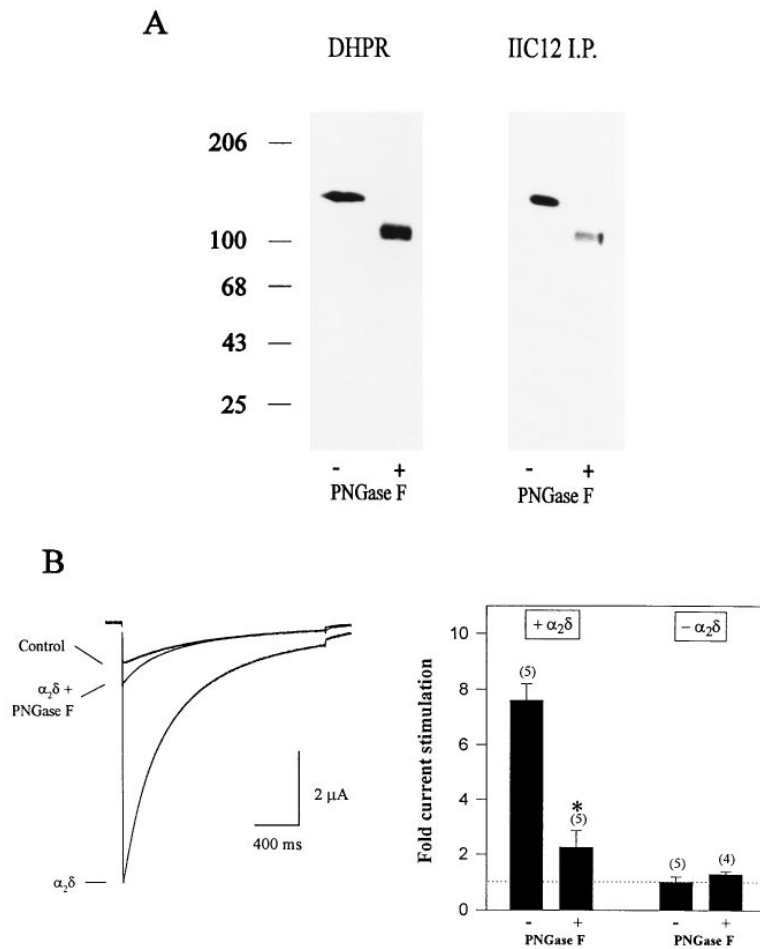 A
DHPR
IIC12 I.P.
206
100
68
43
25
- +
PNGase F
- +
PNGase F
B
Control
α₂δ +
PNGase F
α₂δ
2 μA
400 ms
Fold current stimulation
10
8
6
4
2
0
+ α₂δ
- α₂δ
(5)
*
(5)
(5)
(4)
- +
PNGase F
- +
PNGase F